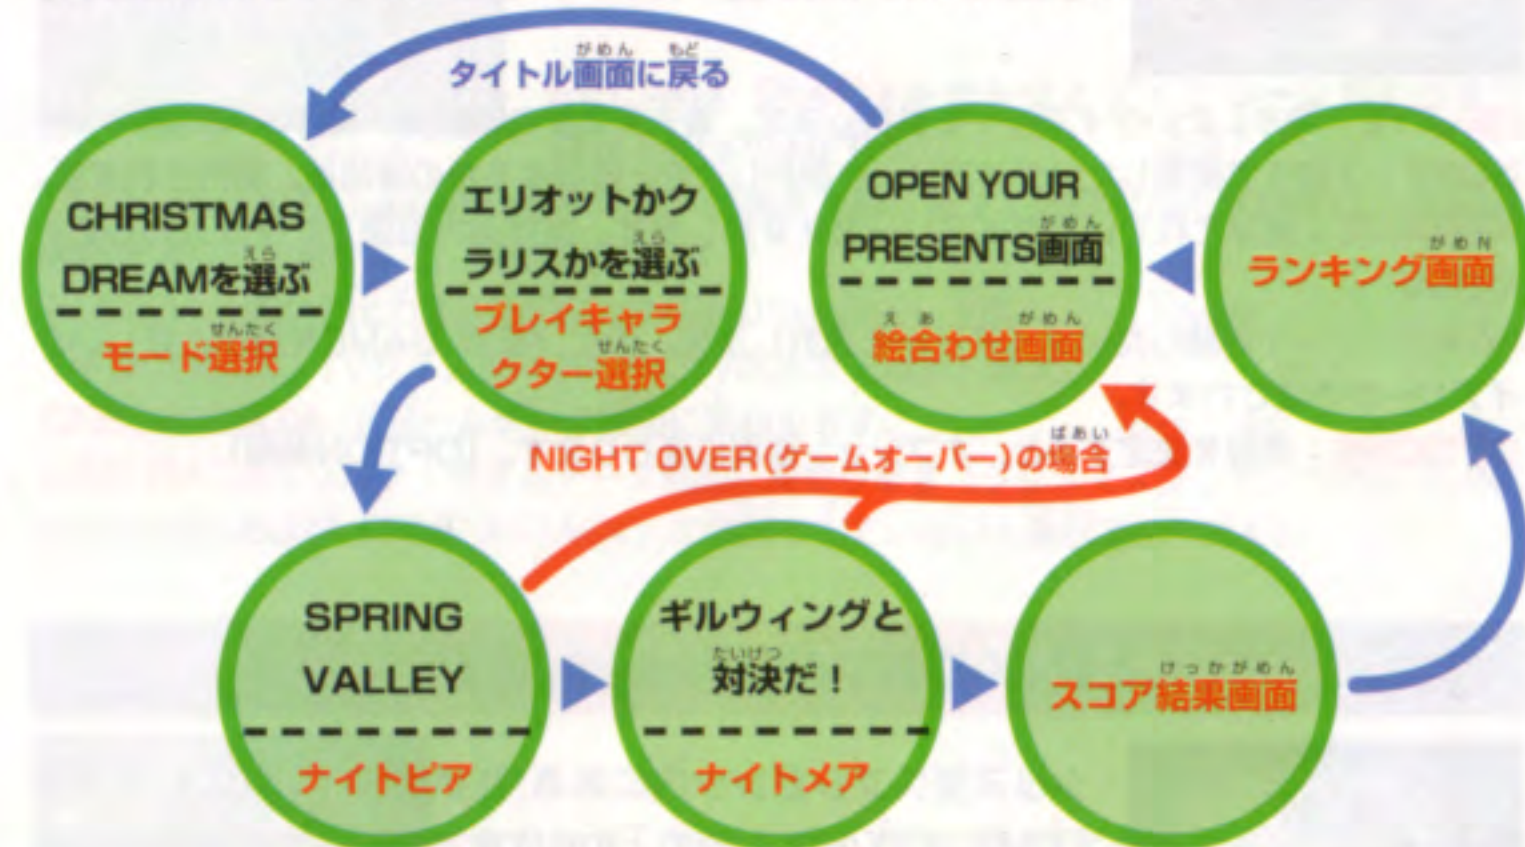 タイトル画面に戻る
CHRISTMAS
DREAMを選ぶ
モード選択
エリオットかク
ラリスかを選ぶ
プレイキャラ
クター選択
OPEN YOUR
PRESENTS画面
絵合わせ画面
ランキング画面
NIGHT OVER(ゲームオーバー)の場合
SPRING
VALLEY
ナイトピア
ギルウィングと
対決だ！
ナイトメア
スコア結果画面